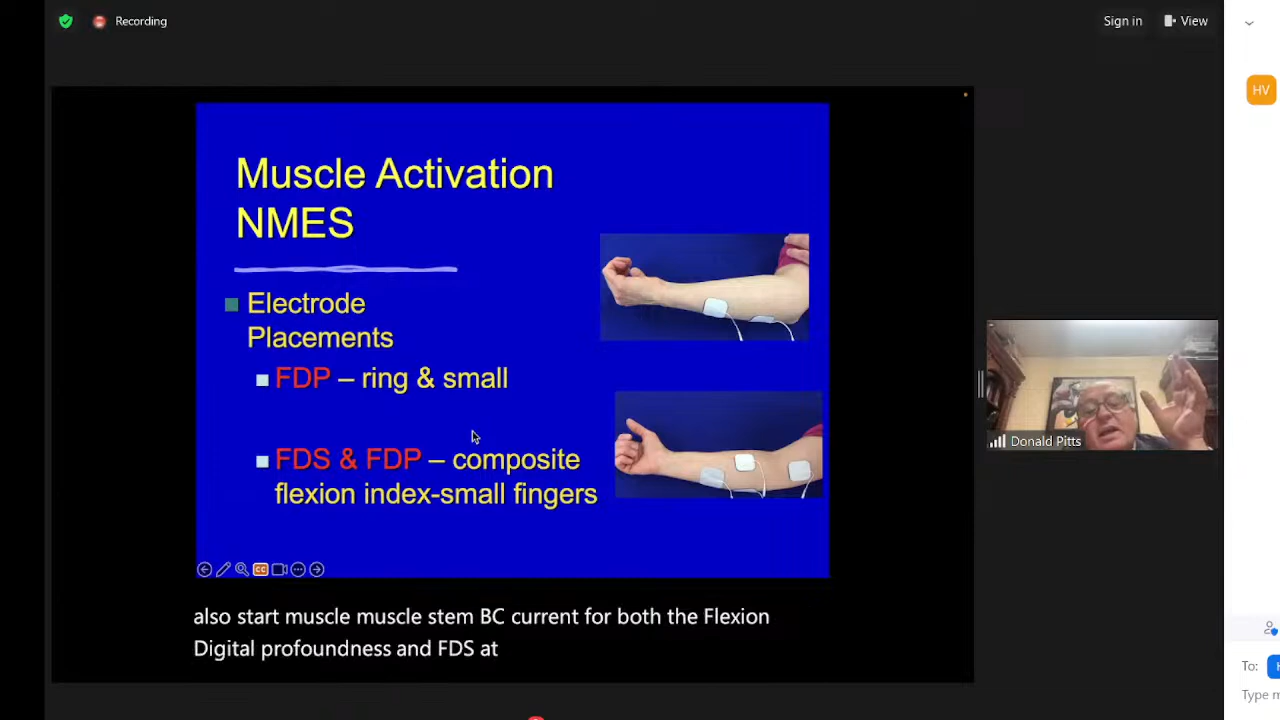 Recording
Sign in
View
HV
Muscle Activation
NMES
Electrode
Placements
FDP – ring & small
FDS & FDP – composite
flexion index-small fingers
CC
Donald Pitts
also start muscle muscle stem BC current for both the Flexion
Digital profoundness and FDS at
To:
Type